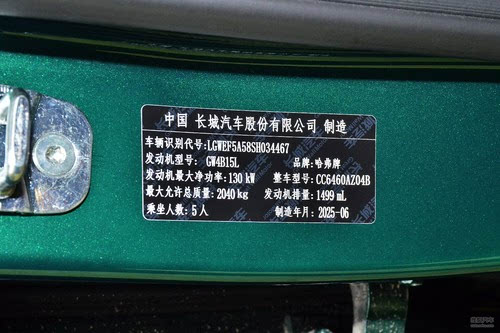 中国 长城汽车股份有限公司 制造
车辆识别代号:LGWEF5A58SH034467
发动机型号: GW4B15L 品牌: 哈弗牌
发动机最大净功率:130 kW 整车型号:CC6460AZ04B
最大允许总质量: 2040 kg 发动机排量: 1499 mL
乘坐人数: 5 人 制造年月: 2025-06